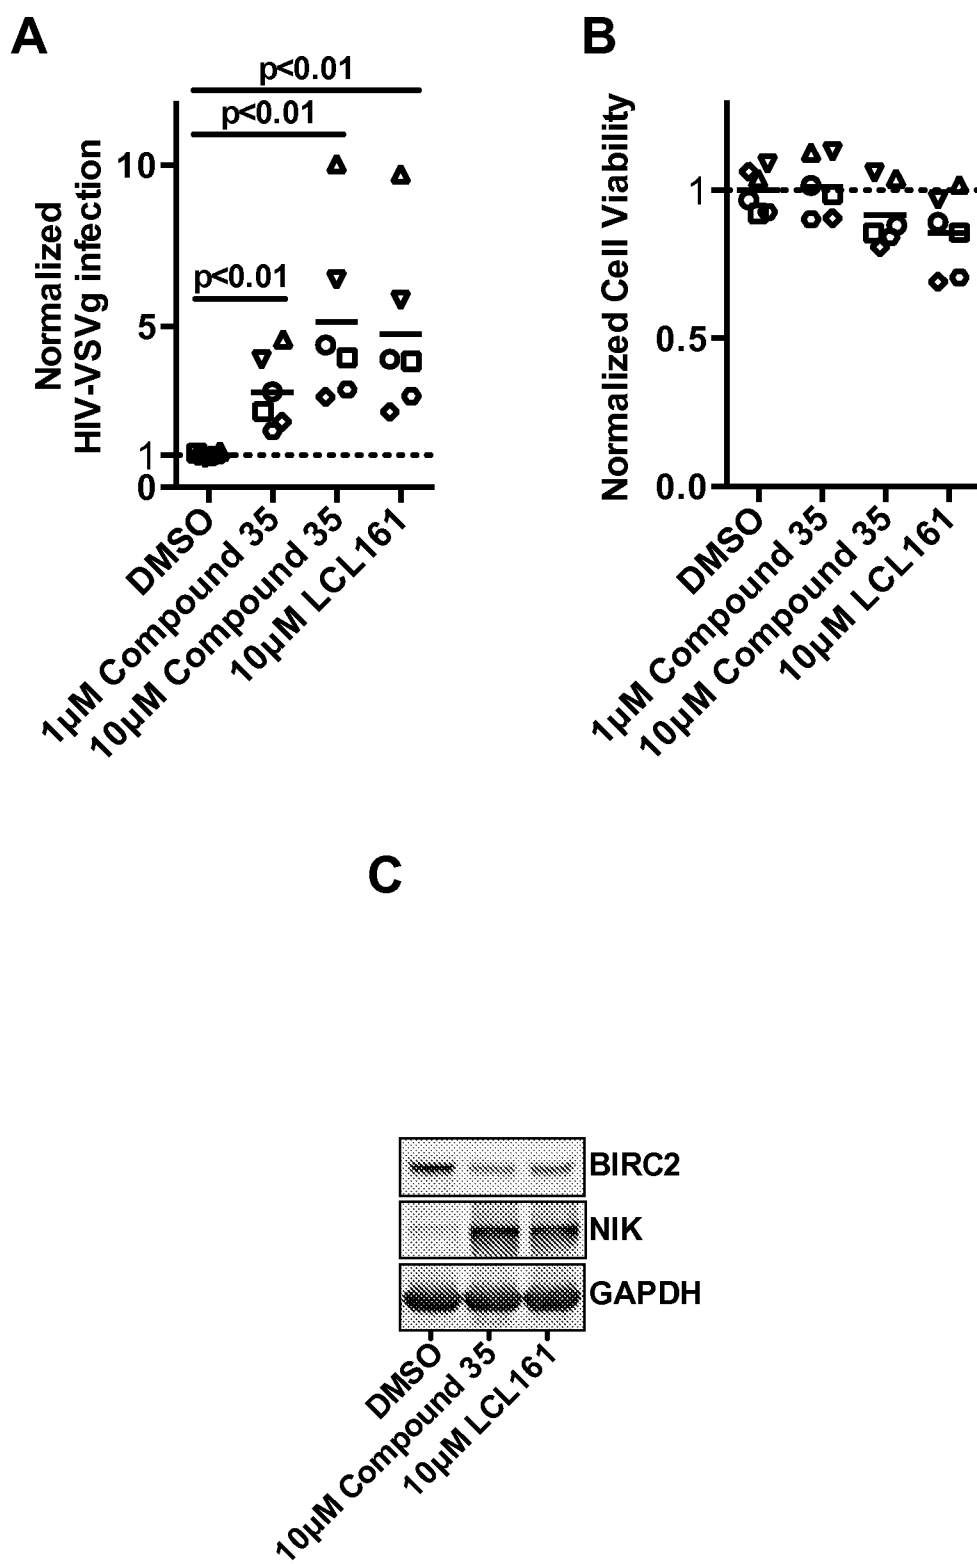 A
p<0.01
p<0.01
p<0.01
Normalized
HIV-VSVg infection
10
5
1
0
DMSO
1µM Compound 35
10µM Compound 35
10µM LCL161
B
Normalized Cell Viability
1
0.5
0.0
DMSO
1µM Compound 35
10µM Compound 35
10µM LCL161
C
BIRC2
NIK
GAPDH
DMSO
10µM Compound 35
10µM LCL161